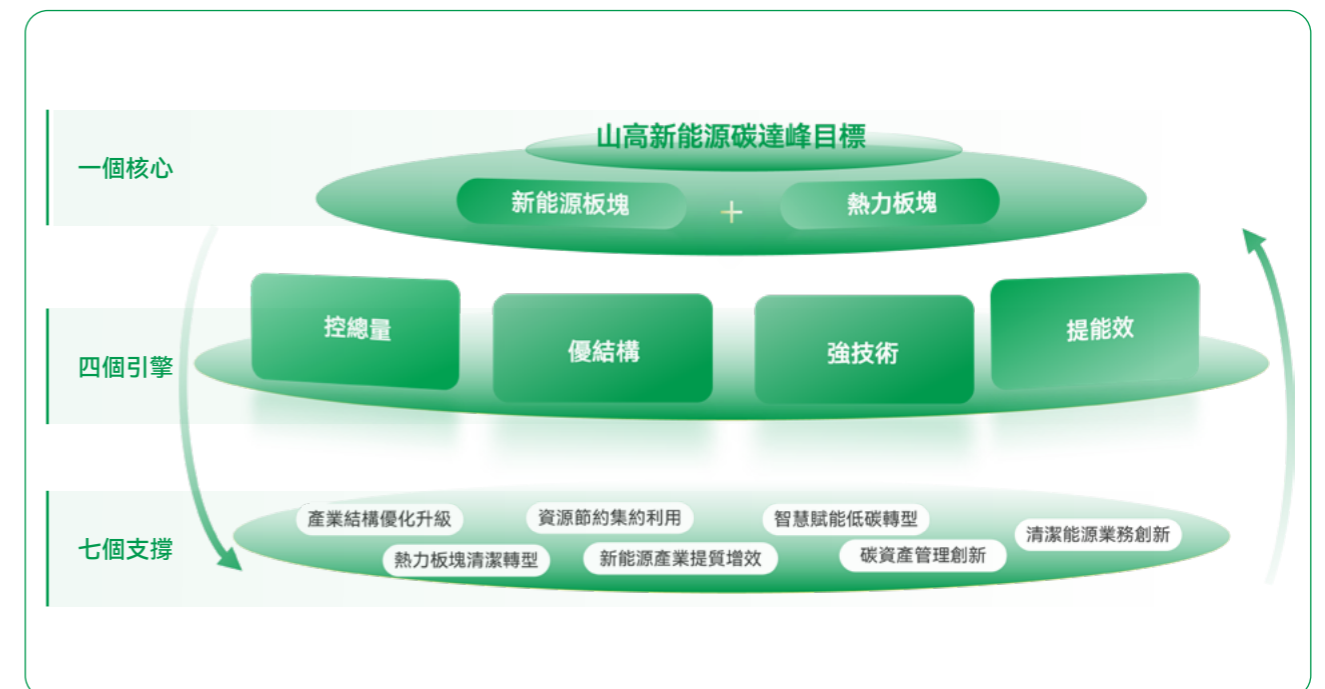 山高新能源碳達峰目標
一個核心
新能源板塊 + 熱力板塊
四個引擎
控總量
優結構
強技術
提能效
七個支撐
產業結構優化升級
資源節約集約利用
智慧賦能低碳轉型
清潔能源業務創新
熱力板塊清潔轉型
新能源產業提質增效
碳資產管理創新